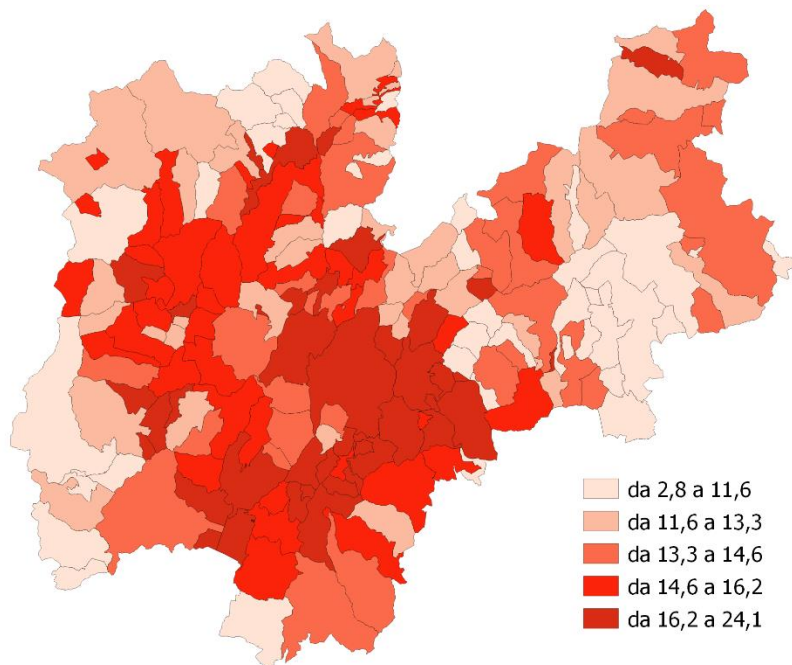 da 2,8 a 11,6
da 11,6 a 13,3
da 13,3 a 14,6
da 14,6 a 16,2
da 16,2 a 24,1